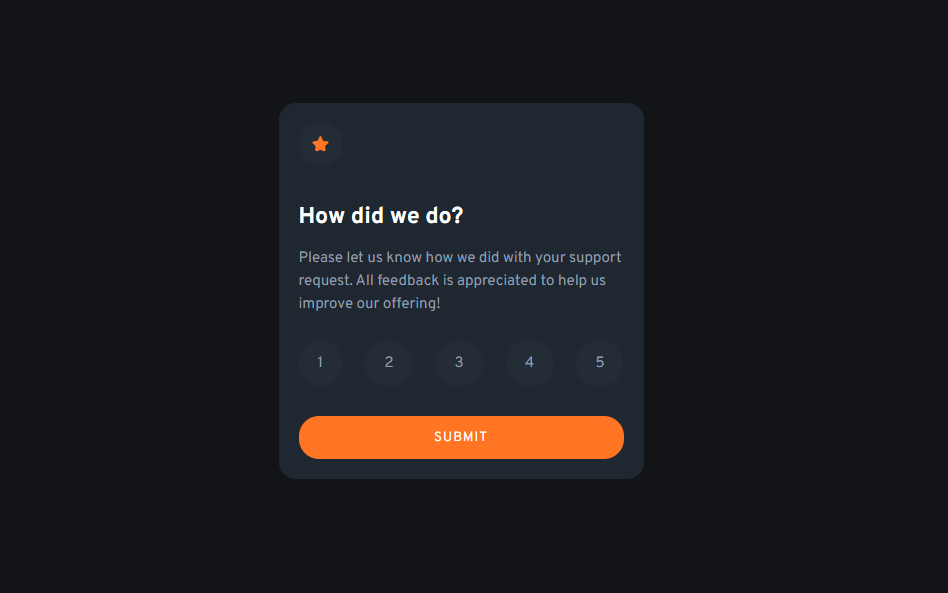 How did we do?
Please let us know how we did with your support
request. All feedback is appreciated to help us
improve our offering!
1 2 3 4 5
SUBMIT